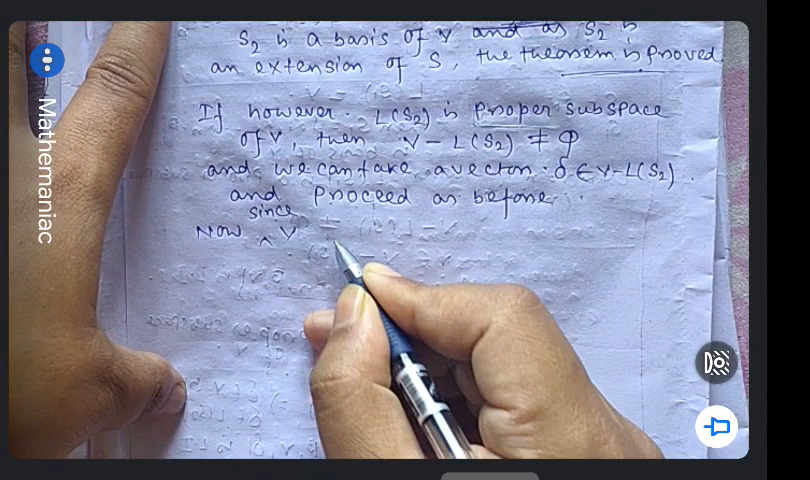 S₂ is a basis of V and as S₂ is
an extension of S, the theorem is proved.
If however. L(S₂) is proper subspace
of V, then V - L(S₂) ≠ φ
and we can take a vector δ ∈ V-L(S₂).
and proceed as before.
since
Now ^ V
Mathemaniac